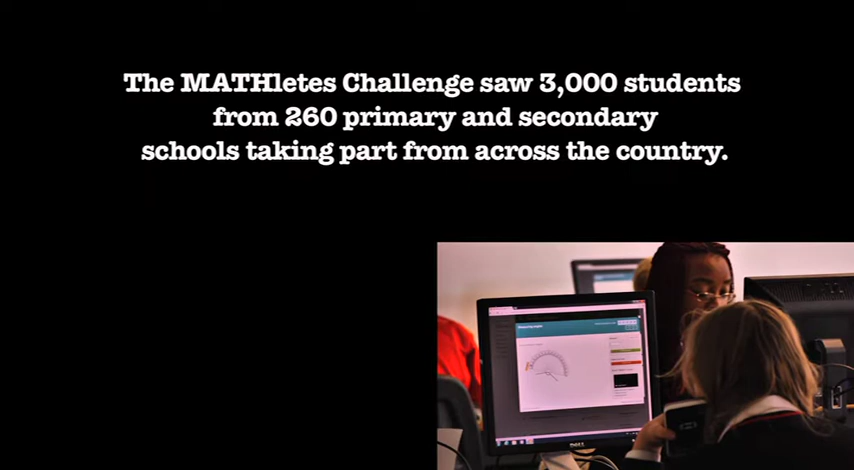 The MATHletes Challenge saw 3,000 students
from 260 primary and secondary
schools taking part from across the country.
DELL